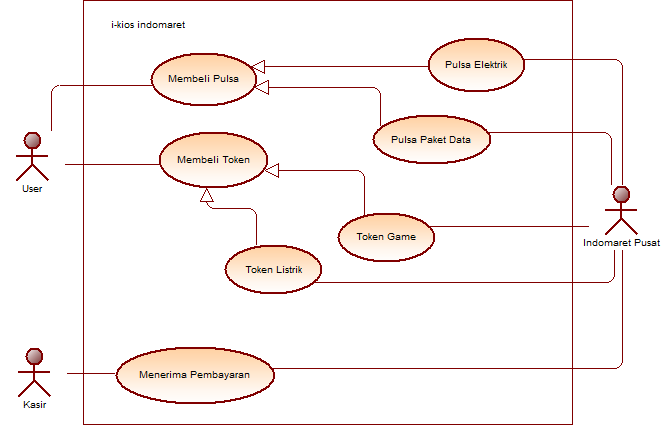 i-kios indomaret
Pulsa Elektrik
Membeli Pulsa
Pulsa Paket Data
Membeli Token
User
Token Game
Indomaret Pusat
Token Listrik
Menerima Pembayaran
Kasir